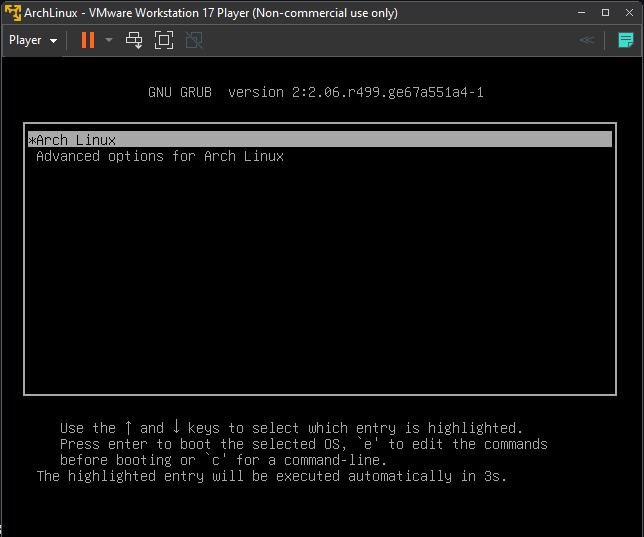 ArchLinux - VMware Workstation 17 Player (Non-commercial use only)
Player
GNU GRUB  version 2:2.06.r499.ge67a551a4-1
*Arch Linux
Advanced options for Arch Linux
Use the ↑ and ↓ keys to select which entry is highlighted.
Press enter to boot the selected OS, `e' to edit the commands
before booting or `c' for a command-line.
The highlighted entry will be executed automatically in 3s.